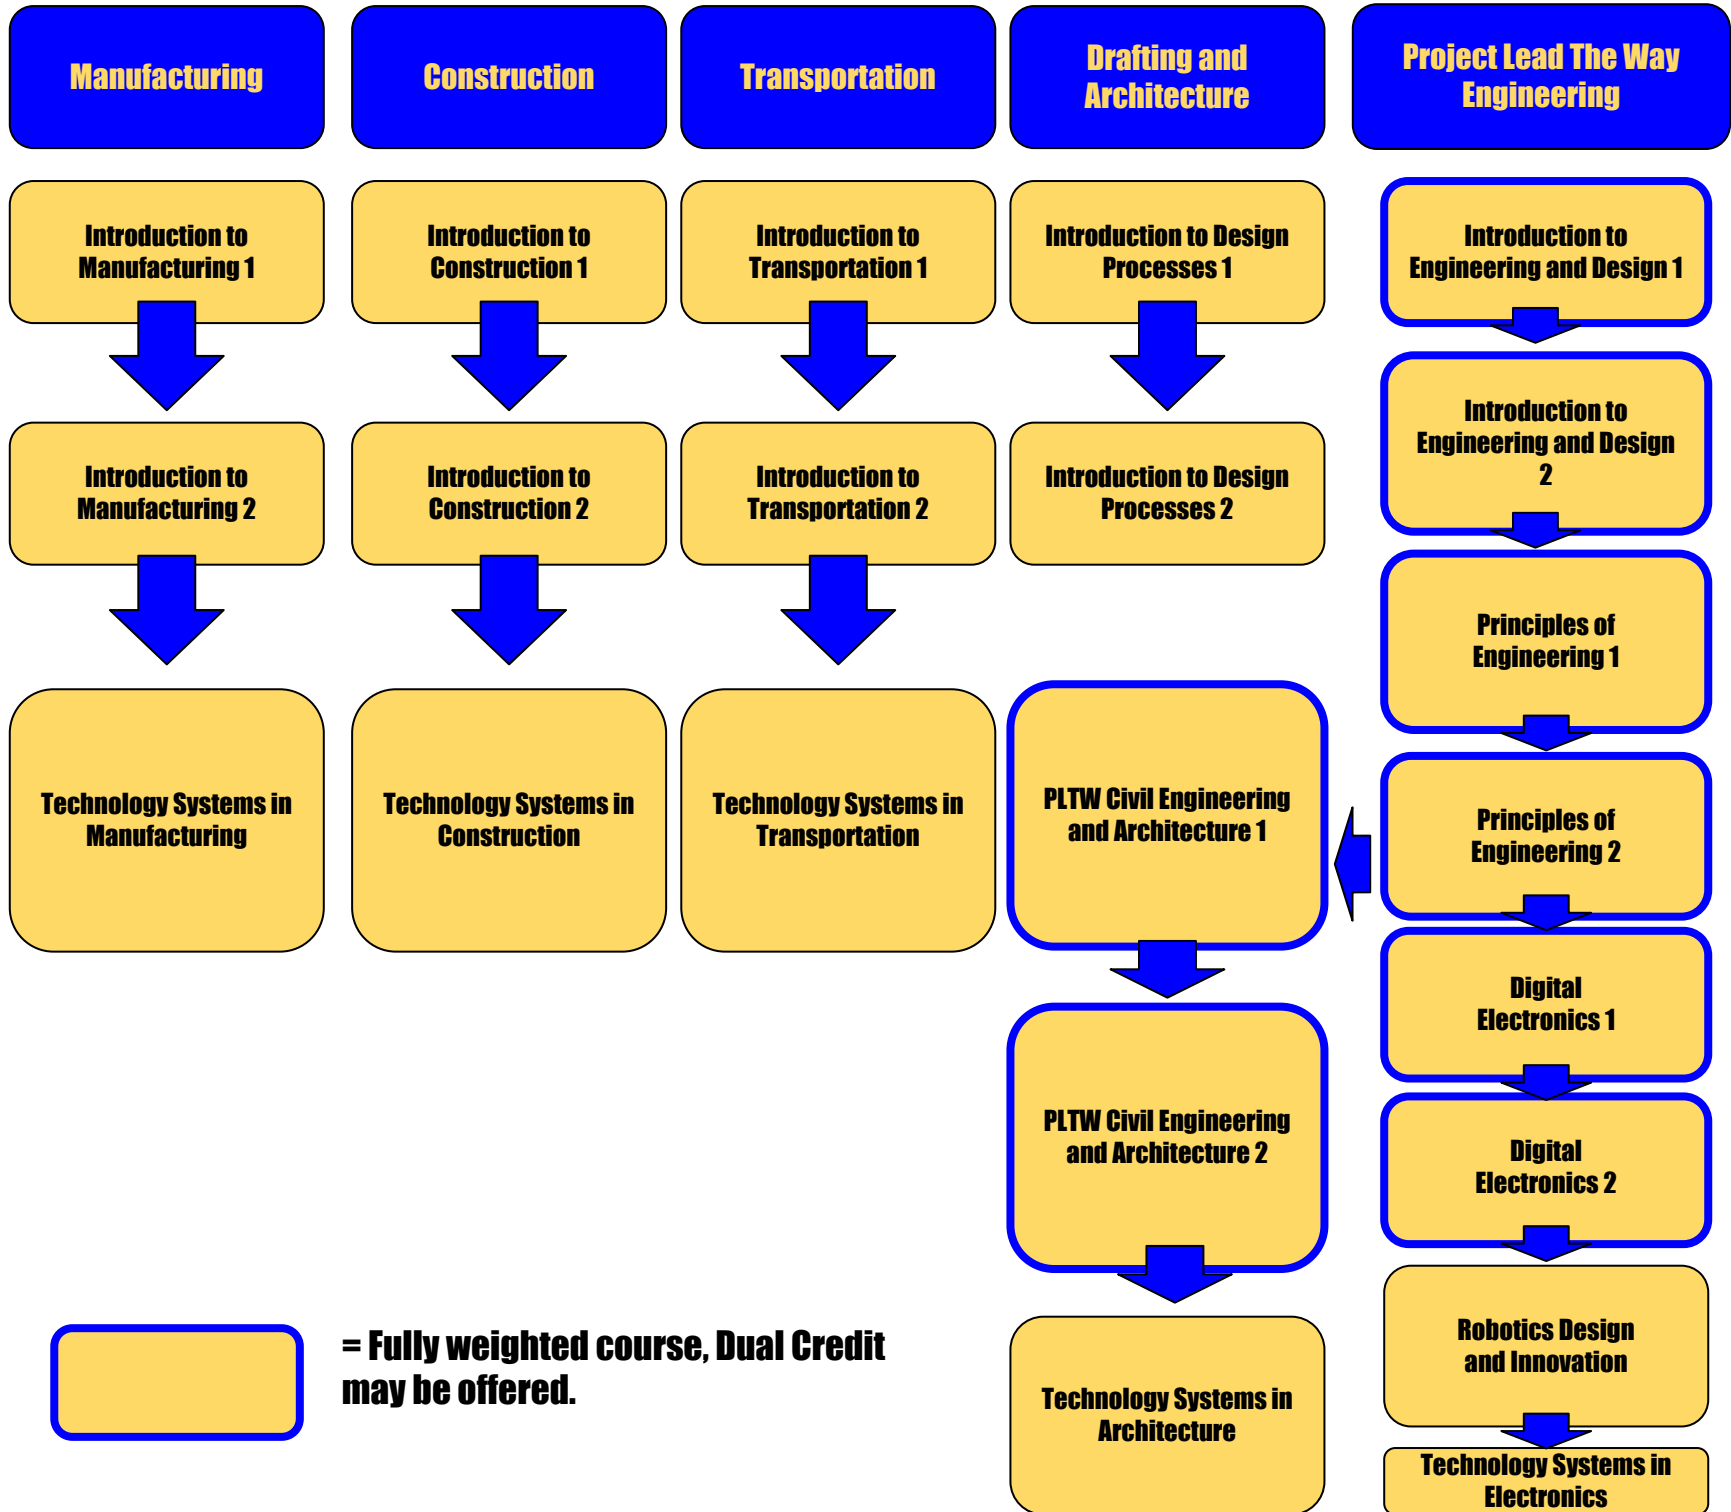 Manufacturing
Construction
Transportation
Drafting and
Architecture
Project Lead The Way
Engineering
Introduction to
Manufacturing 1
Introduction to
Construction 1
Introduction to
Transportation 1
Introduction to Design
Processes 1
Introduction to
Engineering and Design 1
Introduction to
Manufacturing 2
Introduction to
Construction 2
Introduction to
Transportation 2
Introduction to Design
Processes 2
Introduction to
Engineering and Design
2
Principles of
Engineering 1
Technology Systems in
Manufacturing
Technology Systems in
Construction
Technology Systems in
Transportation
PLTW Civil Engineering
and Architecture 1
Principles of
Engineering 2
Digital
Electronics 1
PLTW Civil Engineering
and Architecture 2
Digital
Electronics 2
= Fully weighted course, Dual Credit
may be offered.
Technology Systems in
Architecture
Robotics Design
and Innovation
Technology Systems in
Electronics